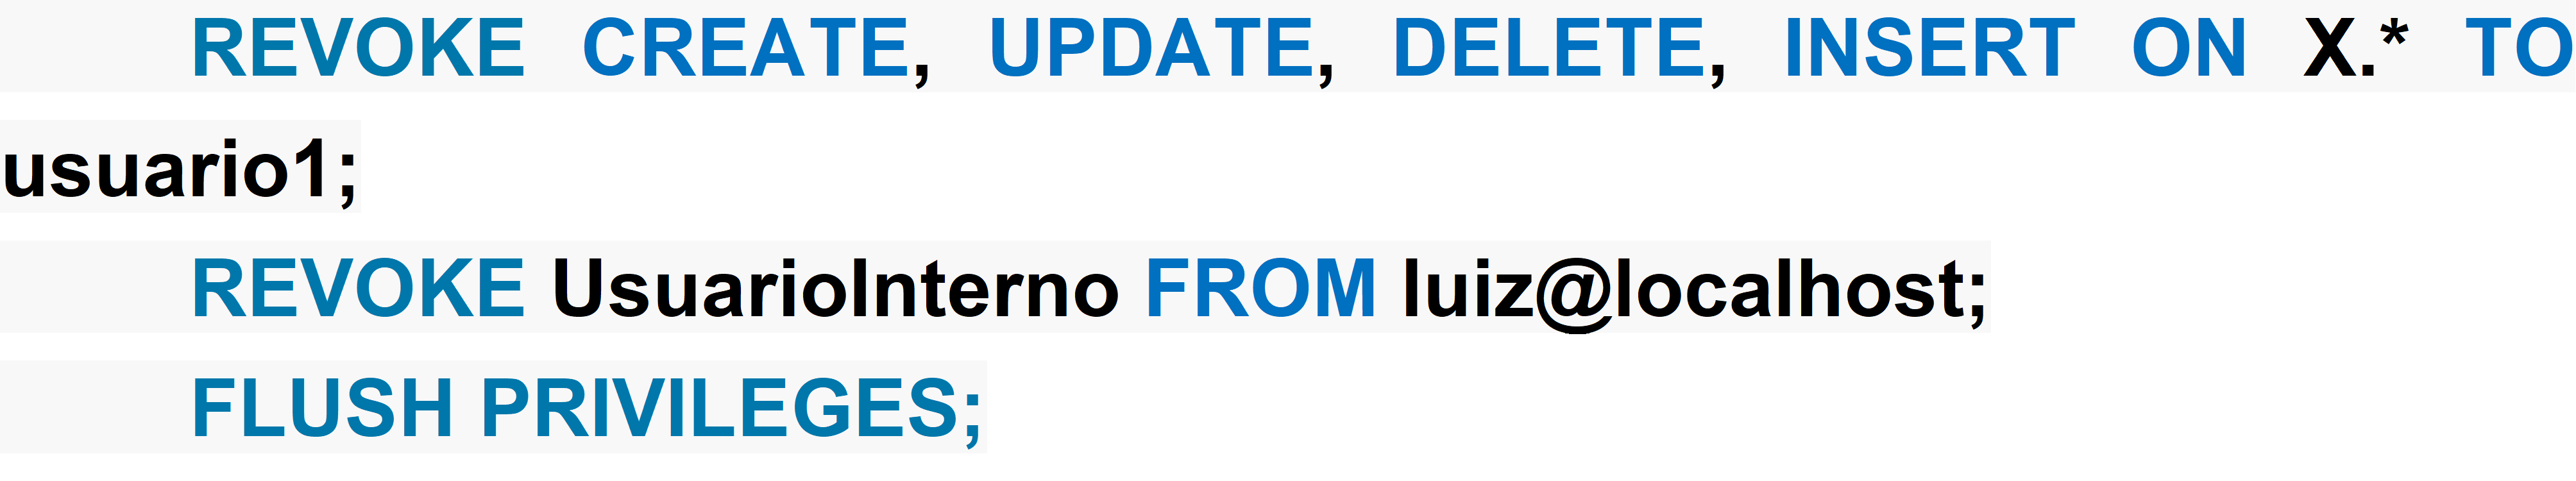 REVOKE CREATE, UPDATE, DELETE, INSERT ON X.* TO
usuario1;
REVOKE UsuarioInterno FROM luiz@localhost;
FLUSH PRIVILEGES;